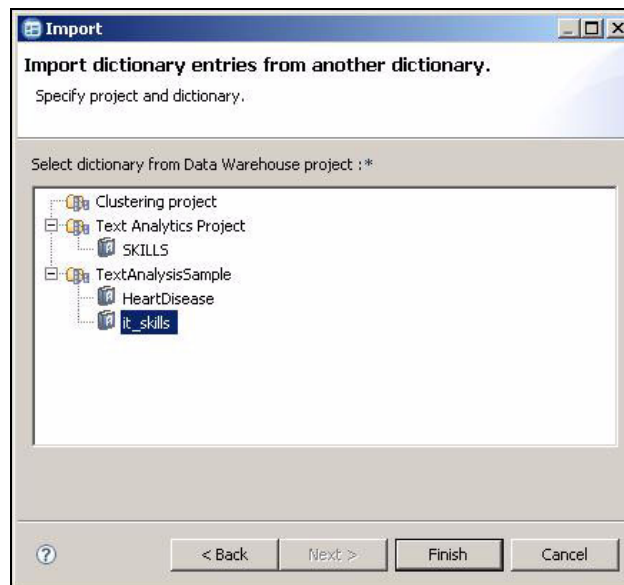 Import
Import dictionary entries from another dictionary.
Specify project and dictionary.
Select dictionary from Data Warehouse project :*
Clustering project
Text Analytics Project
SKILLS
TextAnalysisSample
HeartDisease
it_skills
< Back Next > Finish Cancel